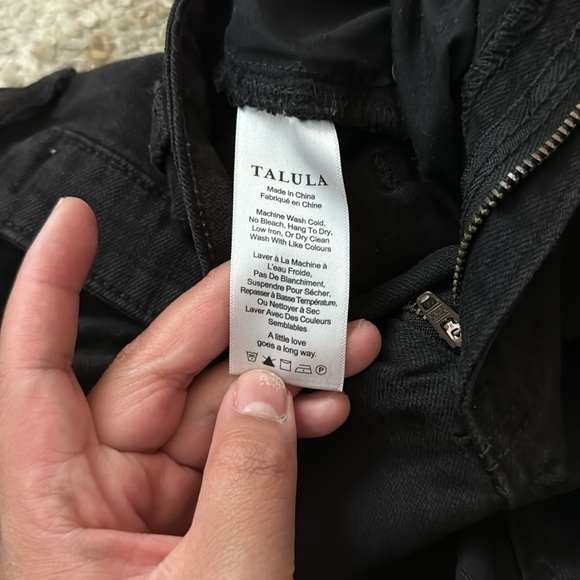 TALULA
Made in China
Fabriqué en Chine
Machine Wash Cold,
No Bleach, Hang To Dry,
Low Iron, Or Dry Clean
Wash With Like Colours
Laver à La Machine à
L'eau Froide,
Pas De Blanchiment,
Suspendre Pour Sécher,
Repasser à Basse Température,
Ou Nettoyer à Sec
Laver Avec Des Couleurs
Semblables
A little love
goes a long way.
P